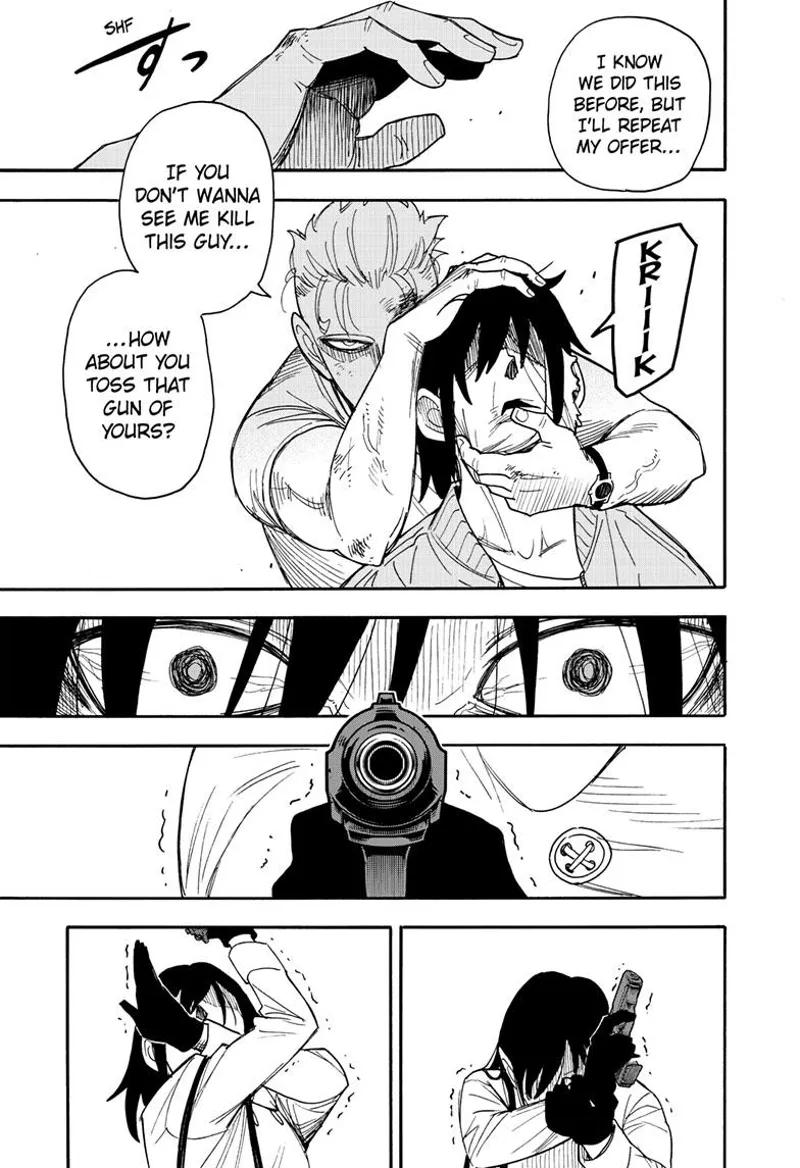 I KNOW
WE DID THIS
BEFORE, BUT
I'LL REPEAT
MY OFFER...
SHF
すっ
IF YOU
DON'T WANNA
SEE ME KILL
THIS GUY...
KRIIIK
...HOW
ABOUT YOU
TOSS THAT
GUN OF
YOURS?